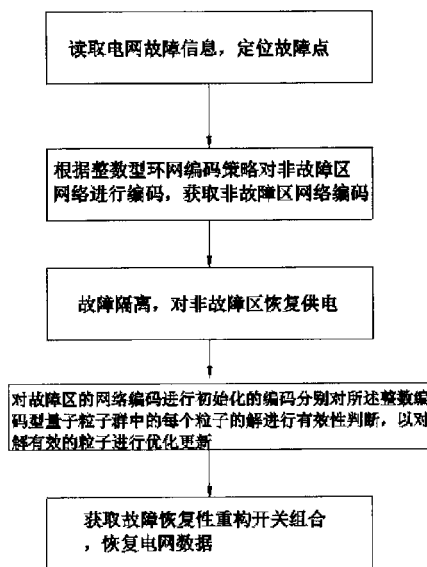 读取电网故障信息，定位故障点
根据整数型环网编码策略对非故障区
网络进行编码，获取非故障区网络编码
故障隔离，对非故障区恢复供电
对故障区的网络编码进行初始化的编码分别对所述整数编
码型量子粒子群中的每个粒子的解进行有效性判断，以对
解有效的粒子进行优化更新
获取故障恢复性重构开关组合
，恢复电网数据